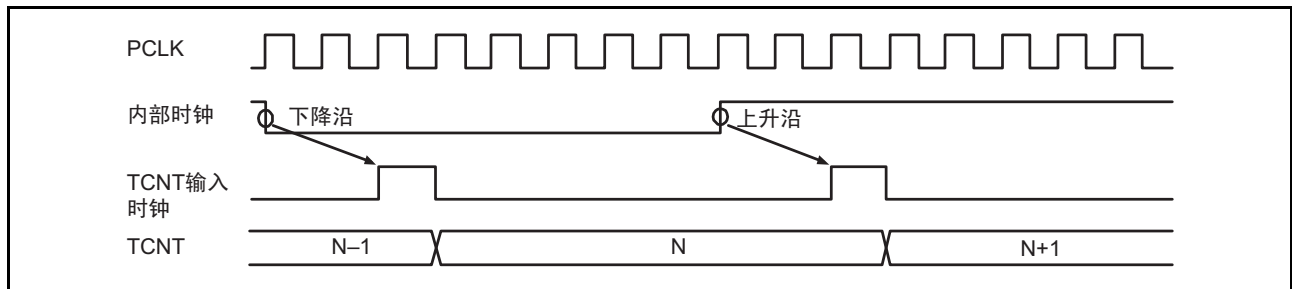 PCLK
内部时钟
下降沿
上升沿
TCNT输入
时钟
TCNT
N–1
N
N+1